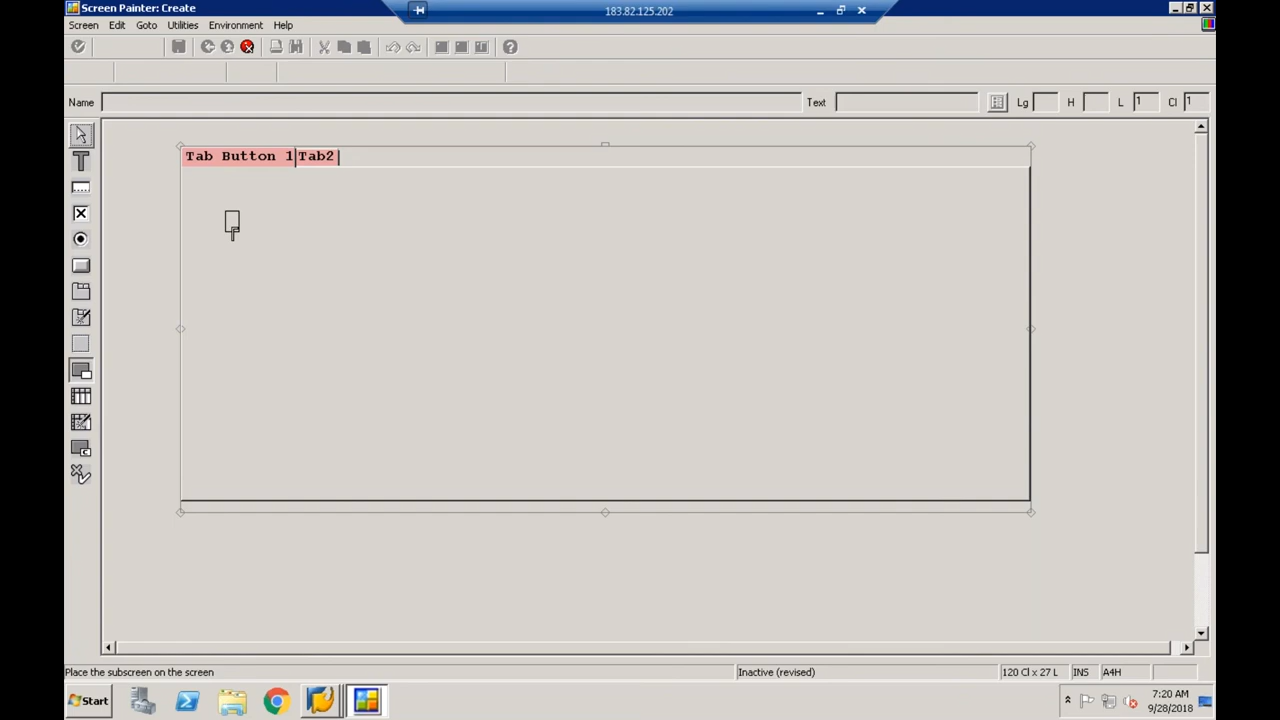 Screen Painter: Create
183.82.125.202
Screen Edit Goto Utilities Environment Help
Name Text Lg H L 1 Cl 1
Tab Button 1 Tab2
Place the subscreen on the screen
Inactive (revised)
120 Cl x 27 L
INS
A4H
Start
7:20 AM
9/28/2018